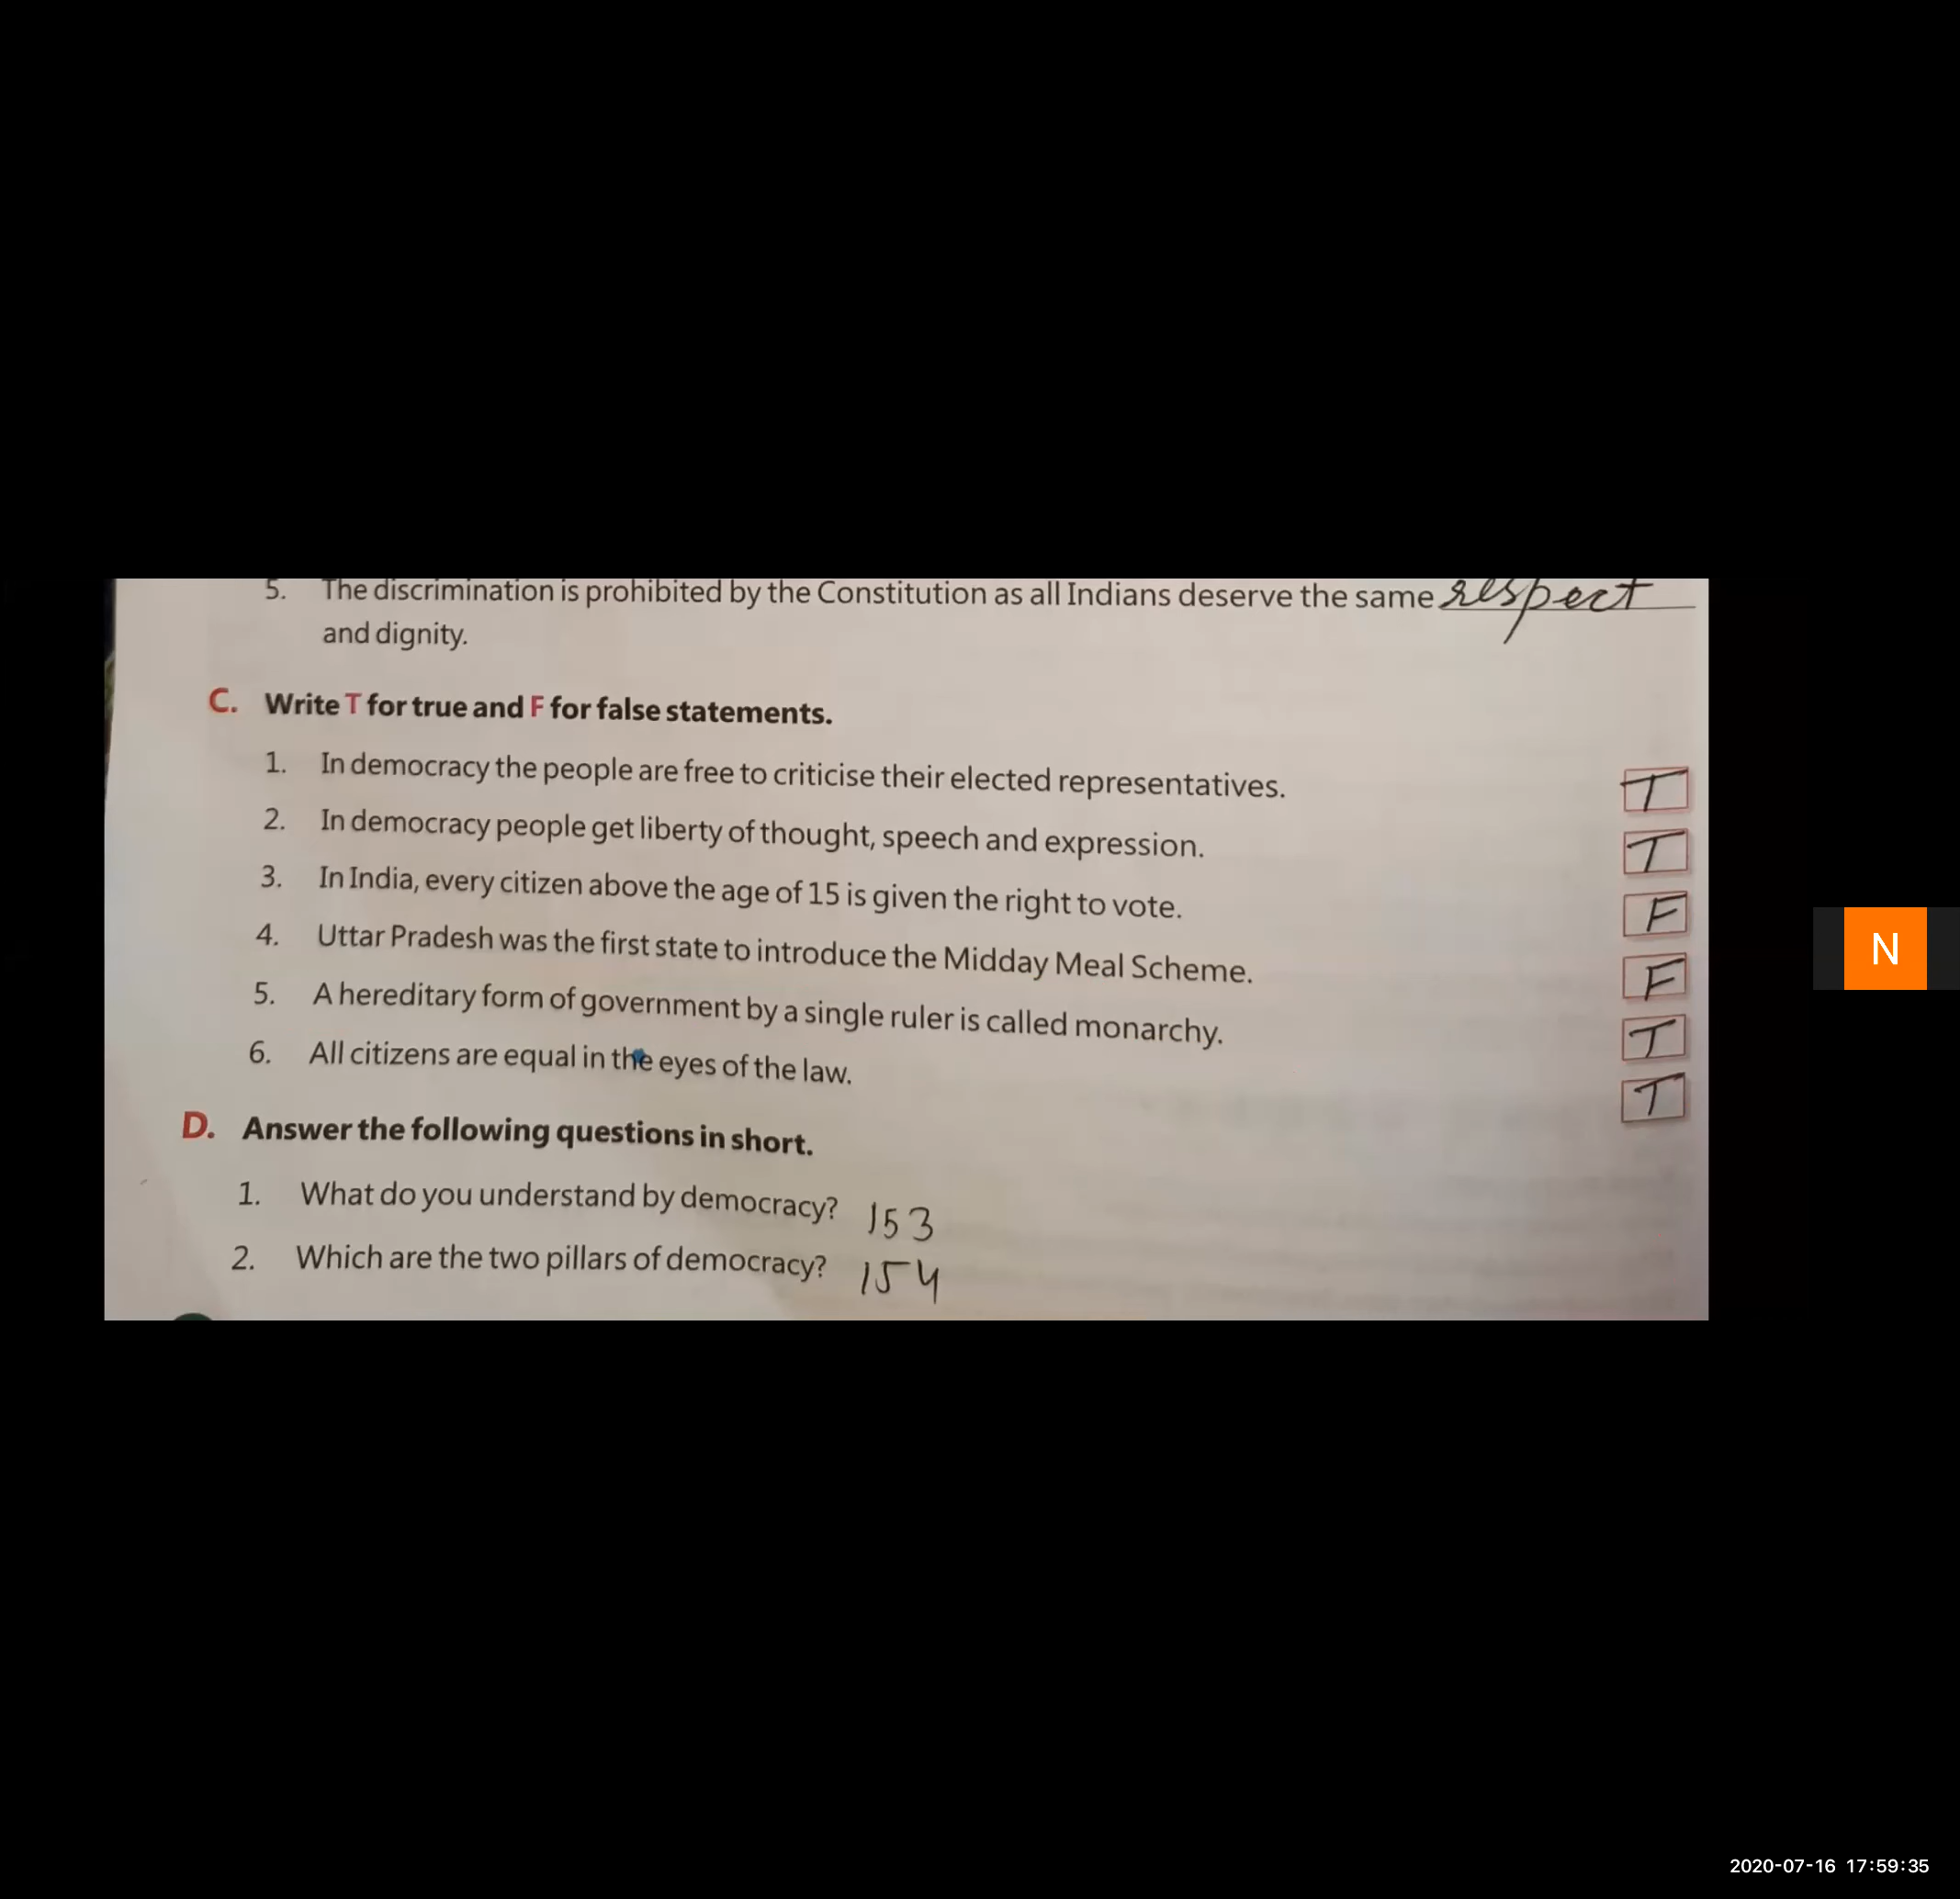 5. The discrimination is prohibited by the Constitution as all Indians deserve the same respect
and dignity.
C. Write T for true and F for false statements.
1. In democracy the people are free to criticise their elected representatives. T
2. In democracy people get liberty of thought, speech and expression. T
3. In India, every citizen above the age of 15 is given the right to vote. F
4. Uttar Pradesh was the first state to introduce the Midday Meal Scheme. F
5. A hereditary form of government by a single ruler is called monarchy. T
6. All citizens are equal in the eyes of the law. T
D. Answer the following questions in short.
1. What do you understand by democracy? 153
2. Which are the two pillars of democracy? 154
N
2020-07-16 17:59:35